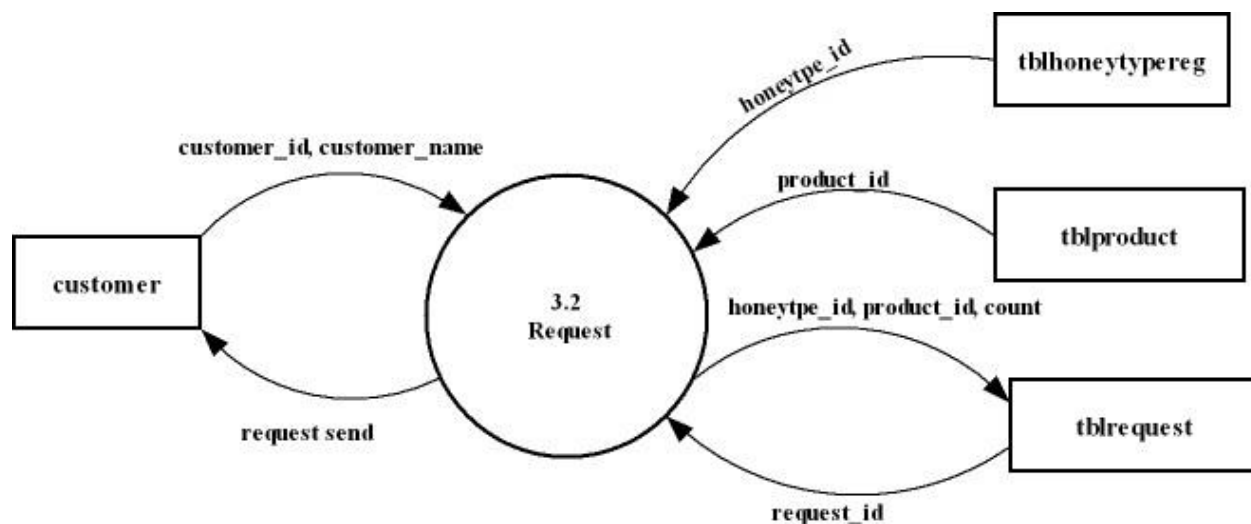 tblhoneytypereg
honeytpe_id
customer_id, customer_name
product_id
tblproduct
customer
3.2
Request
honeytpe_id, product_id, count
tblrequest
request send
request_id